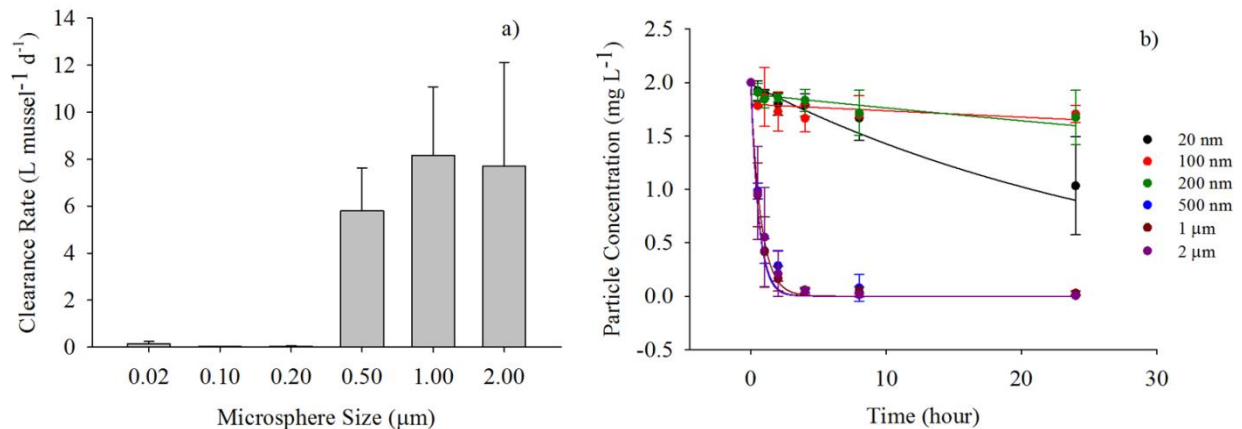 a)
Clearance Rate (L mussel⁻¹ d⁻¹)
14
12
10
8
6
4
2
0
0.02 0.10 0.20 0.50 1.00 2.00
Microsphere Size (µm)
b)
Particle Concentration (mg L⁻¹)
2.5
2.0
1.5
1.0
0.5
0.0
-0.5
0 10 20 30
Time (hour)
20 nm
100 nm
200 nm
500 nm
1 µm
2 µm